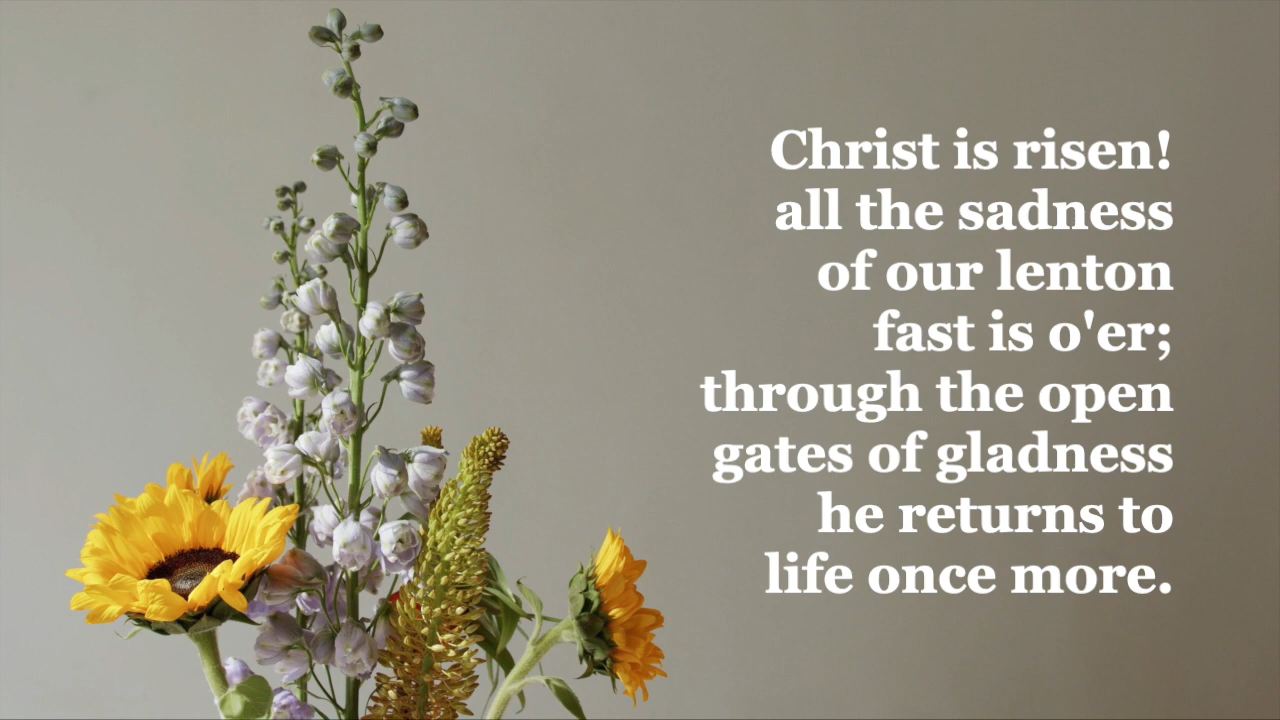 Christ is risen!
all the sadness
of our lenton
fast is o'er;
through the open
gates of gladness
he returns to
life once more.